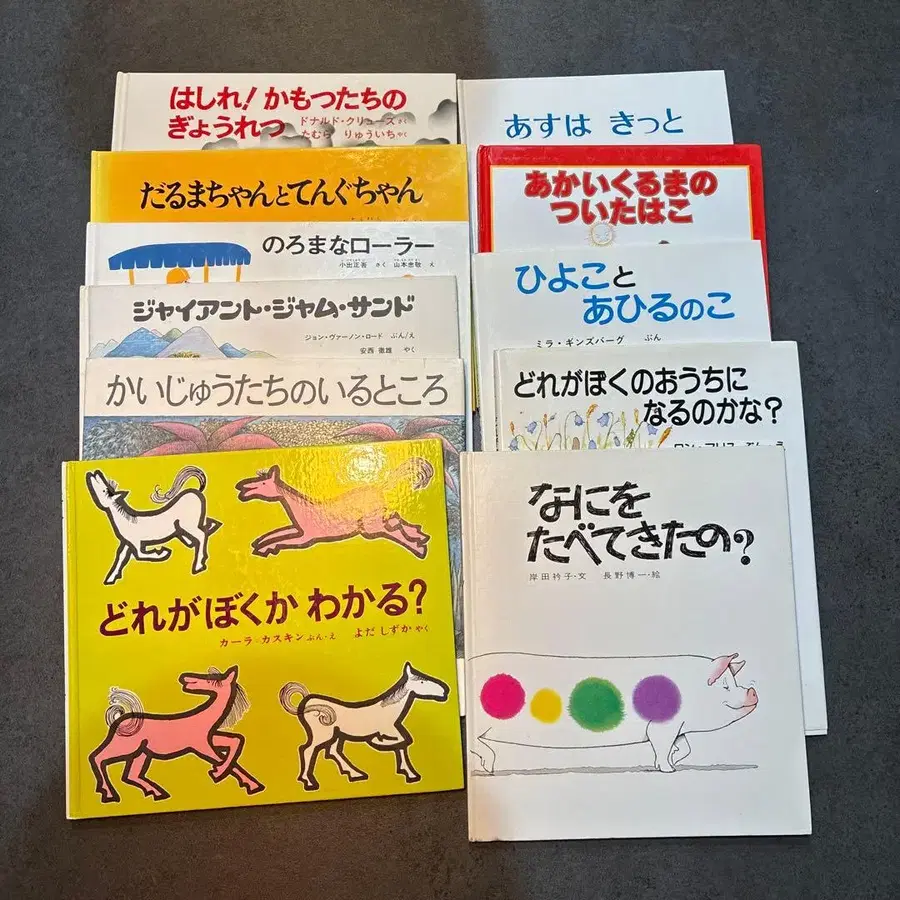 はしれ！かもつたちの
ぎょうれつ ドナルド・クリューズ さく
たむら りゅういち やく
だるまちゃんとてんぐちゃん
のろまなローラー
小出正吾 さく 山本忠敬 え
ジャイアント・ジャム・サンド
ジョン・ヴァーノン・ロード ぶん/え
安西 徹雄 やく
かいじゅうたちのいるところ
どれがぼくか わかる？
カーラ・カスキン ぶん・え よだ しずか やく
あすは きっと
あかいくるまの
ついたはこ
ひよこと
あひるのこ
ミラ・ギンズバーグ ぶん
どれがぼくのおうちに
なるのかな？
なにを
たべてきたの？
岸田衿子・文 長野博一・絵